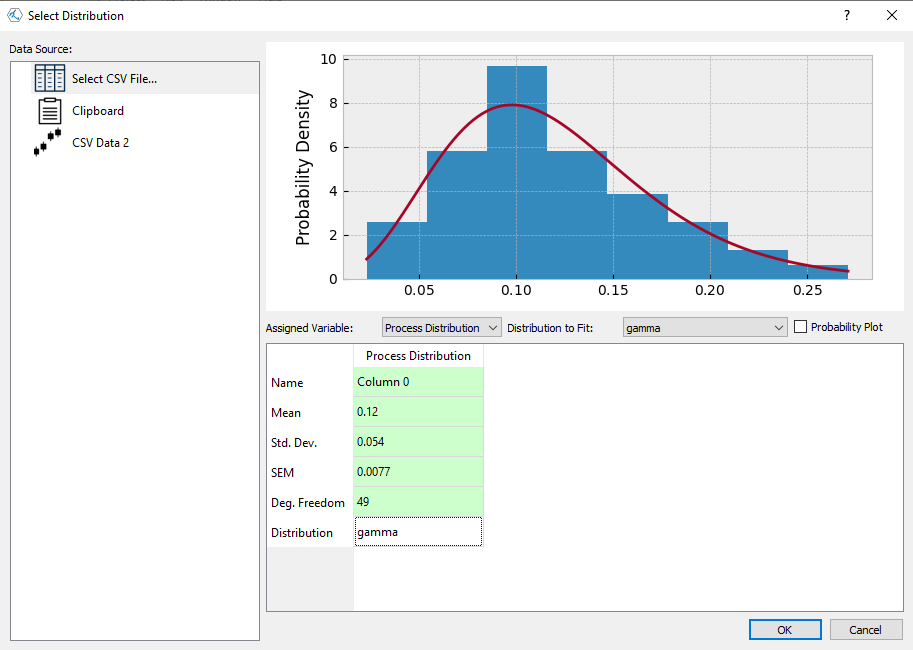 Select Distribution
?
Data Source:
Select CSV File...
Clipboard
CSV Data 2
Probability Density
10
8
6
4
2
0
0.05 0.10 0.15 0.20 0.25
Assigned Variable: Process Distribution Distribution to Fit: gamma Probability Plot
Process Distribution
Name Column 0
Mean 0.12
Std. Dev. 0.054
SEM 0.0077
Deg. Freedom 49
Distribution gamma
OK Cancel